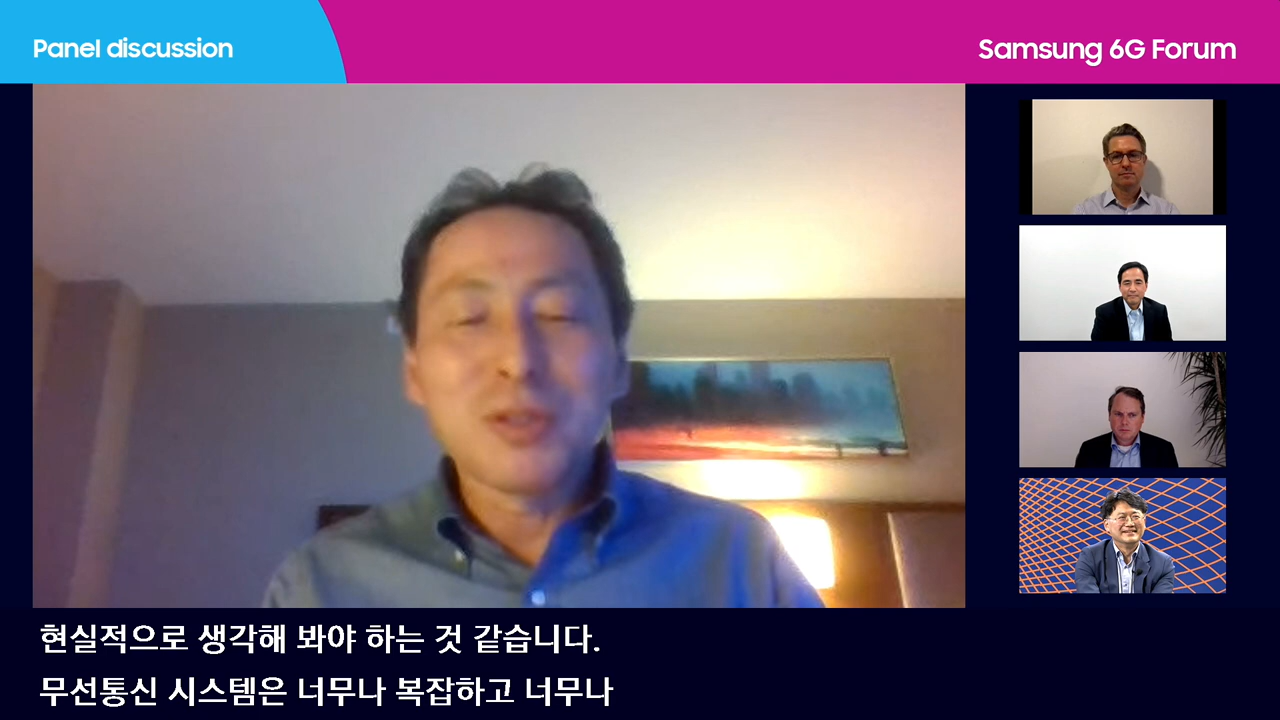 Panel discussion
Samsung 6G Forum
현실적으로 생각해 봐야 하는 것 같습니다.
무선통신 시스템은 너무나 복잡하고 너무나